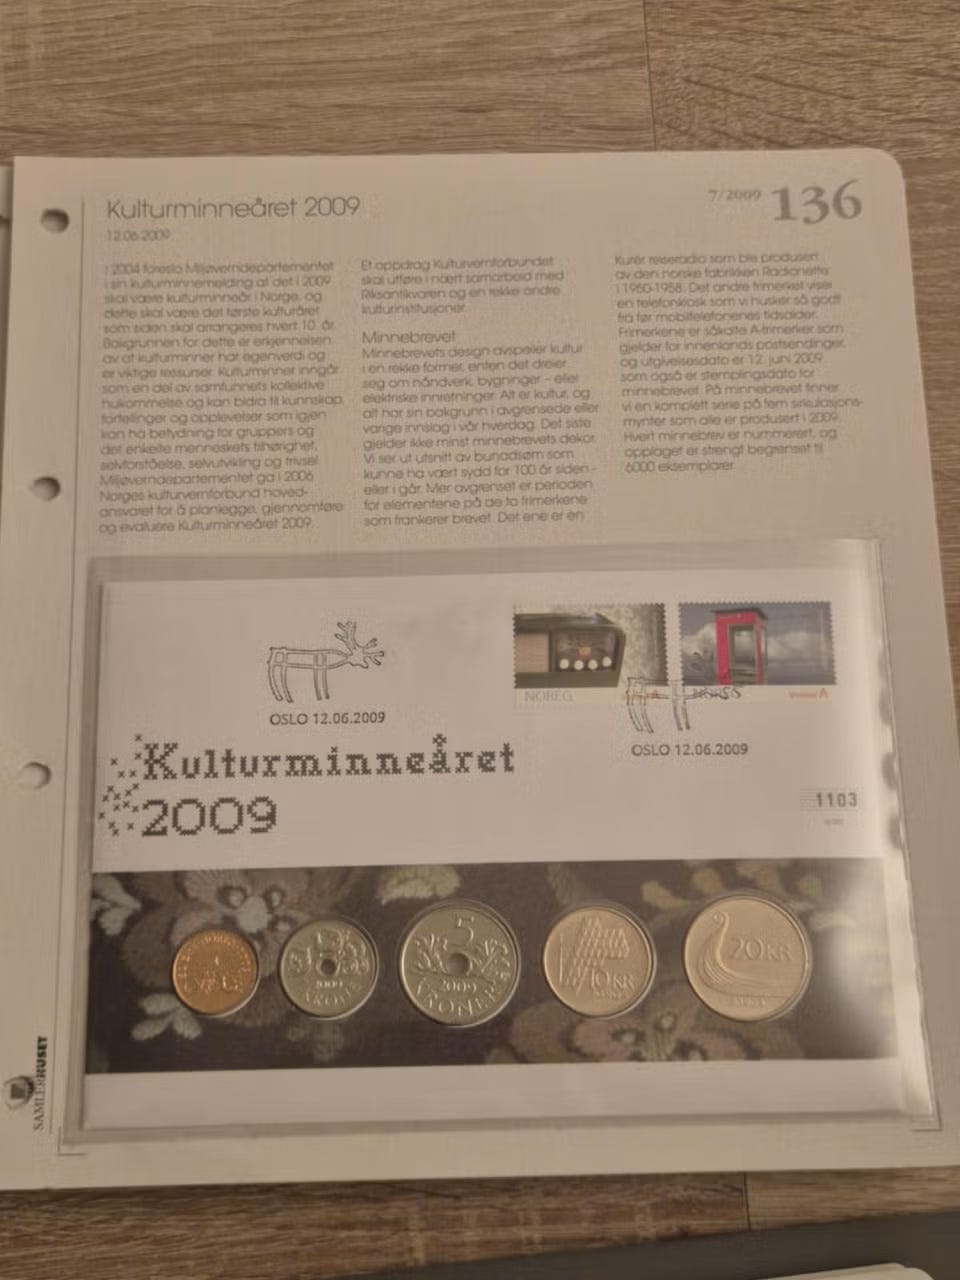 Kulturminneåret 2009
12.06.2009
7/2009 136
I 2004 foreslo Miljøverndepartementet
i sin kulturminnemelding at det i 2009
skal være kulturminneår i Norge, og
dette skal være det første kulturåret
som siden skal arrangeres hvert 10. år.
Bakgrunnen for dette er erkjennelsen
av at kulturminner har egenverdi og
er viktige ressurser. Kulturminner inngår
som en del av samfunnets kollektive
hukommelse og kan bidra til kunnskap,
fortellinger og opplevelser som igjen
kan ha betydning for gruppers og
det enkelte menneskets tilhørighet,
selvforståelse, selvutvikling og trivsel.
Miljøverndepartementet ga i 2006
Norges kulturvernforbund hoved-
ansvaret for å planlegge, gjennomføre
og evaluere Kulturminneåret 2009.
Et oppdrag Kulturvernforbundet
skal utføre i nært samarbeid med
Riksantikvaren og en rekke andre
kulturinstitusjoner.
Minnebrevet
Minnebrevets design avspeiler kultur
i en rekke former, enten det dreier
seg om håndverk, bygninger – eller
elektriske innretninger. Alt er kultur, og
alt har sin bakgrunn i avgrensede eller
varige innslag i vår hverdag. Det siste
gjelder ikke minst minnebrevets dekor.
Vi ser ut utsnitt av bunadsøm som
kunne ha vært sydd for 100 år siden -
eller i går. Mer avgrenset er perioden
for elementene på de to frimerkene
som frankerer brevet. Det ene er en
Kurér reiseradio som ble produsert
av den norske fabrikken Radionette
i 1950-1958. Det andre frimerket viser
en telefonkiosk som vi husker så godt
fra før mobiltelefonenes tidsalder.
Frimerkene er såkalte A-frimerker som
gjelder for innenlands postsendinger,
og utgivelsesdato er 12. juni 2009
som også er stemplingsdato for
minnebrevet. På minnebrevet finner
vi en komplett serie på fem sirkulasjons-
mynter som alle er produsert i 2009.
Hvert minnebrev er nummerert, og
opplaget er strengt begrenset til
6000 eksemplarer.
NOREG
NORGE
A
OSLO 12.06.2009
OSLO 12.06.2009
Kulturminneåret
2009
1103
2009
KRONE
5
2009
KRONER
10 KR
20 KR
SAMLERHUSET